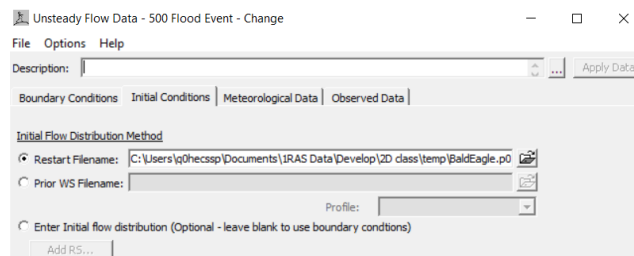 Unsteady Flow Data - 500 Flood Event - Change
File Options Help
Description: ... Apply Data
Boundary Conditions Initial Conditions Meteorological Data Observed Data
Initial Flow Distribution Method
Restart Filename: C:\Users\q0hecssp\Documents\1RAS Data\Develop\2D class\temp\BaldEagle.p0
Prior WS Filename:
Profile:
Enter Initial flow distribution (Optional - leave blank to use boundary condtions)
Add RS...